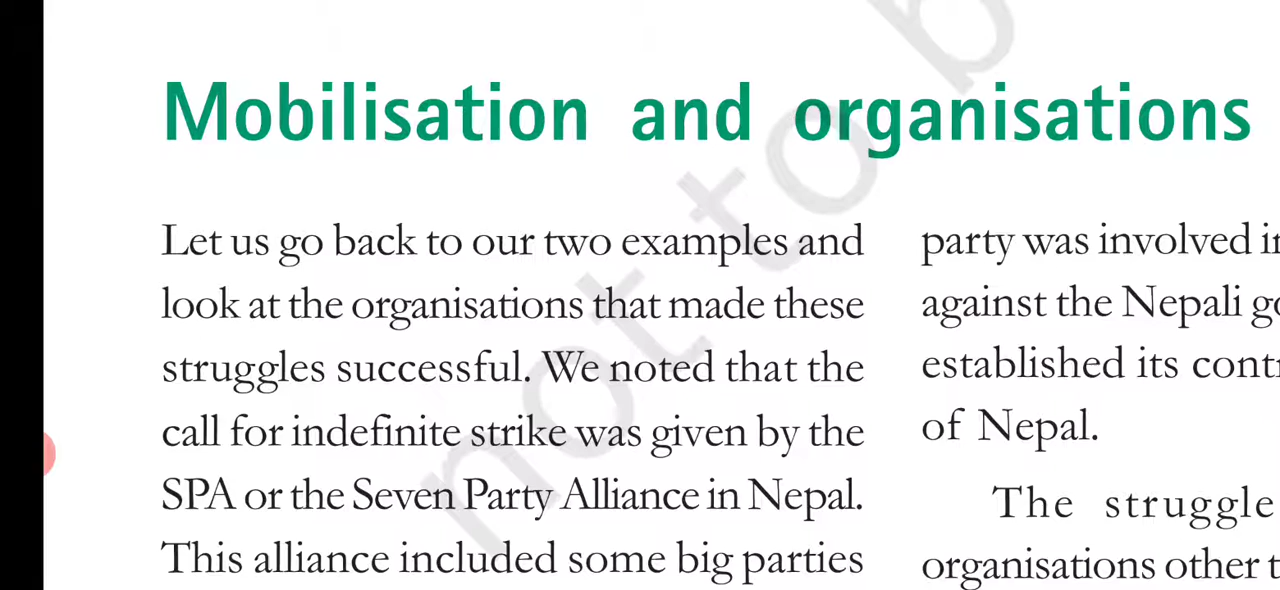 Mobilisation and organisations
Let us go back to our two examples and
look at the organisations that made these
struggles successful. We noted that the
call for indefinite strike was given by the
SPA or the Seven Party Alliance in Nepal.
This alliance included some big parties
party was involved
against the Nepali
established its
of Nepal.
The struggle
organisations other
not to b